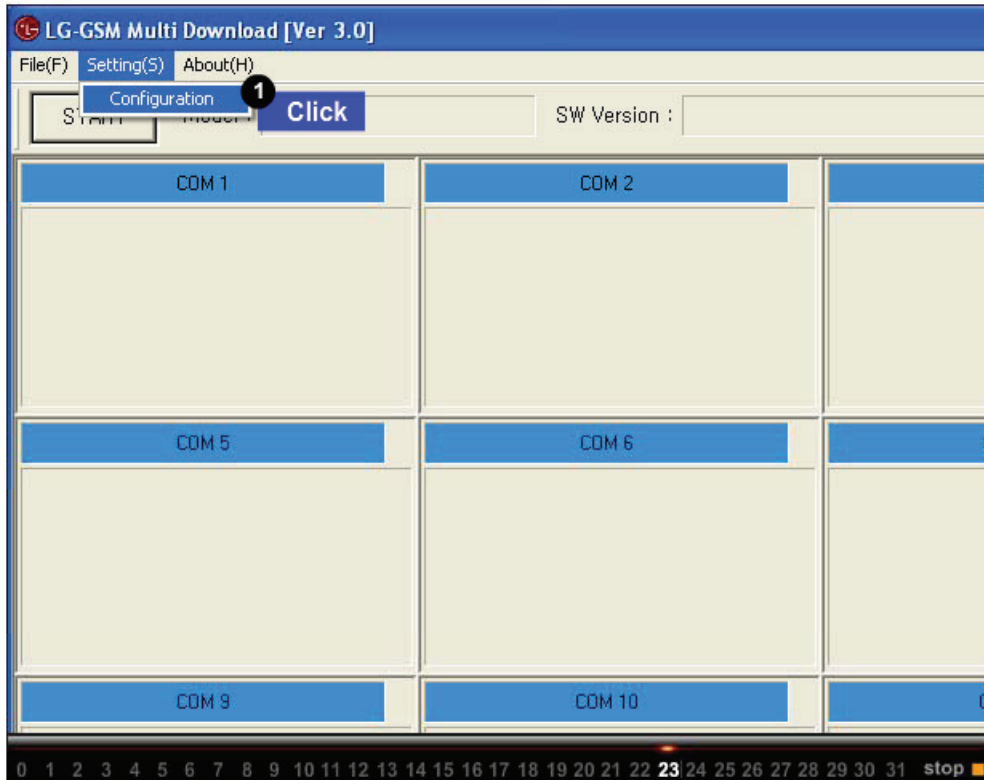 LG-GSM Multi Download [Ver 3.0]
File(F) Setting(S) About(H)
Configuration 1 Click
SW Version :
COM 1 COM 2
COM 5 COM 6
COM 9 COM 10
0 1 2 3 4 5 6 7 8 9 10 11 12 13 14 15 16 17 18 19 20 21 22 23 24 25 26 27 28 29 30 31 stop